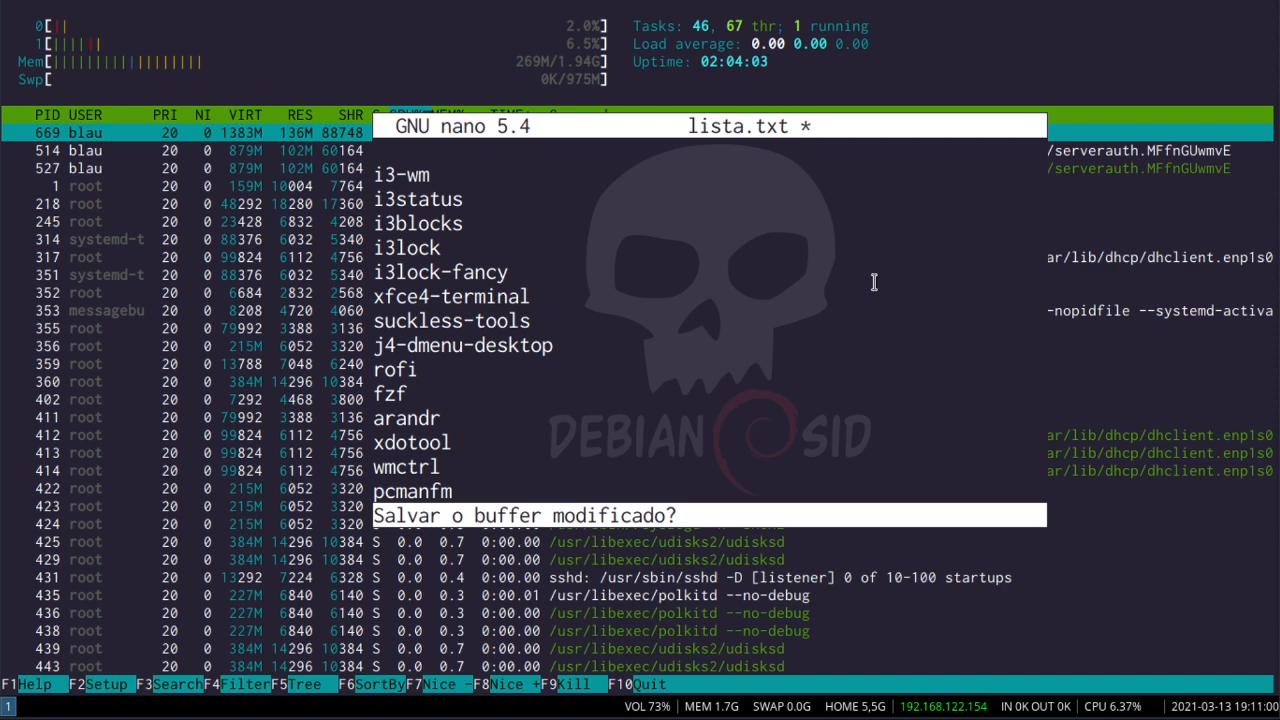 0[|| 2.0%] Tasks: 46, 67 thr; 1 running
1[|||||| 6.5%] Load average: 0.00 0.00 0.00
Mem[||||||||||||||||||| 269M/1.94G] Uptime: 02:04:03
Swp[ 0K/975M]
PID USER PRI NI VIRT RES SHR S
669 blau 20 0 1383M 136M 88748
GNU nano 5.4 lista.txt *
514 blau 20 0 879M 102M 60164 /serverauth.MFfnGUwmvE
527 blau 20 0 879M 102M 60164 /serverauth.MFfnGUwmvE
1 root 20 0 159M 10004 7764
218 root 20 0 48292 18280 17360
245 root 20 0 23428 6832 4208
314 systemd-t 20 0 88376 6032 5340
317 root 20 0 99824 6112 4756 ar/lib/dhcp/dhclient.enp1s0
351 systemd-t 20 0 88376 6032 5340
352 root 20 0 6684 2832 2568
353 messagebu 20 0 8208 4720 4060 -nopidfile --systemd-activa
355 root 20 0 79992 3388 3136
356 root 20 0 215M 6052 3320
359 root 20 0 13788 7048 6240
360 root 20 0 384M 14296 10384
402 root 20 0 7292 4468 3800
411 root 20 0 79992 3388 3136
412 root 20 0 99824 6112 4756 ar/lib/dhcp/dhclient.enp1s0
413 root 20 0 99824 6112 4756 ar/lib/dhcp/dhclient.enp1s0
414 root 20 0 99824 6112 4756 ar/lib/dhcp/dhclient.enp1s0
422 root 20 0 215M 6052 3320
423 root 20 0 215M 6052 3320
424 root 20 0 215M 6052 3320
i3-wm
i3status
i3blocks
i3lock
i3lock-fancy
xfce4-terminal
suckless-tools
j4-dmenu-desktop
rofi
fzf
arandr
xdotool
wmctrl
pcmanfm
Salvar o buffer modificado?
DEBIAN SID
425 root 20 0 384M 14296 10384 S 0.0 0.7 0:00.00 /usr/libexec/udisks2/udisksd
429 root 20 0 384M 14296 10384 S 0.0 0.7 0:00.00 /usr/libexec/udisks2/udisksd
431 root 20 0 13292 7224 6328 S 0.0 0.4 0:00.00 sshd: /usr/sbin/sshd -D [listener] 0 of 10-100 startups
435 root 20 0 227M 6840 6140 S 0.0 0.3 0:00.01 /usr/libexec/polkitd --no-debug
436 root 20 0 227M 6840 6140 S 0.0 0.3 0:00.00 /usr/libexec/polkitd --no-debug
438 root 20 0 227M 6840 6140 S 0.0 0.3 0:00.00 /usr/libexec/polkitd --no-debug
439 root 20 0 384M 14296 10384 S 0.0 0.7 0:00.00 /usr/libexec/udisks2/udisksd
443 root 20 0 384M 14296 10384 S 0.0 0.7 0:00.00 /usr/libexec/udisks2/udisksd
F1Help F2Setup F3SearchF4FilterF5Tree F6SortByF7Nice -F8Nice +F9Kill F10Quit
1 VOL 73% | MEM 1.7G SWAP 0.0G HOME 5,5G | 192.168.122.154 | IN 0K OUT 0K | CPU 6.37% | 2021-03-13 19:11:00